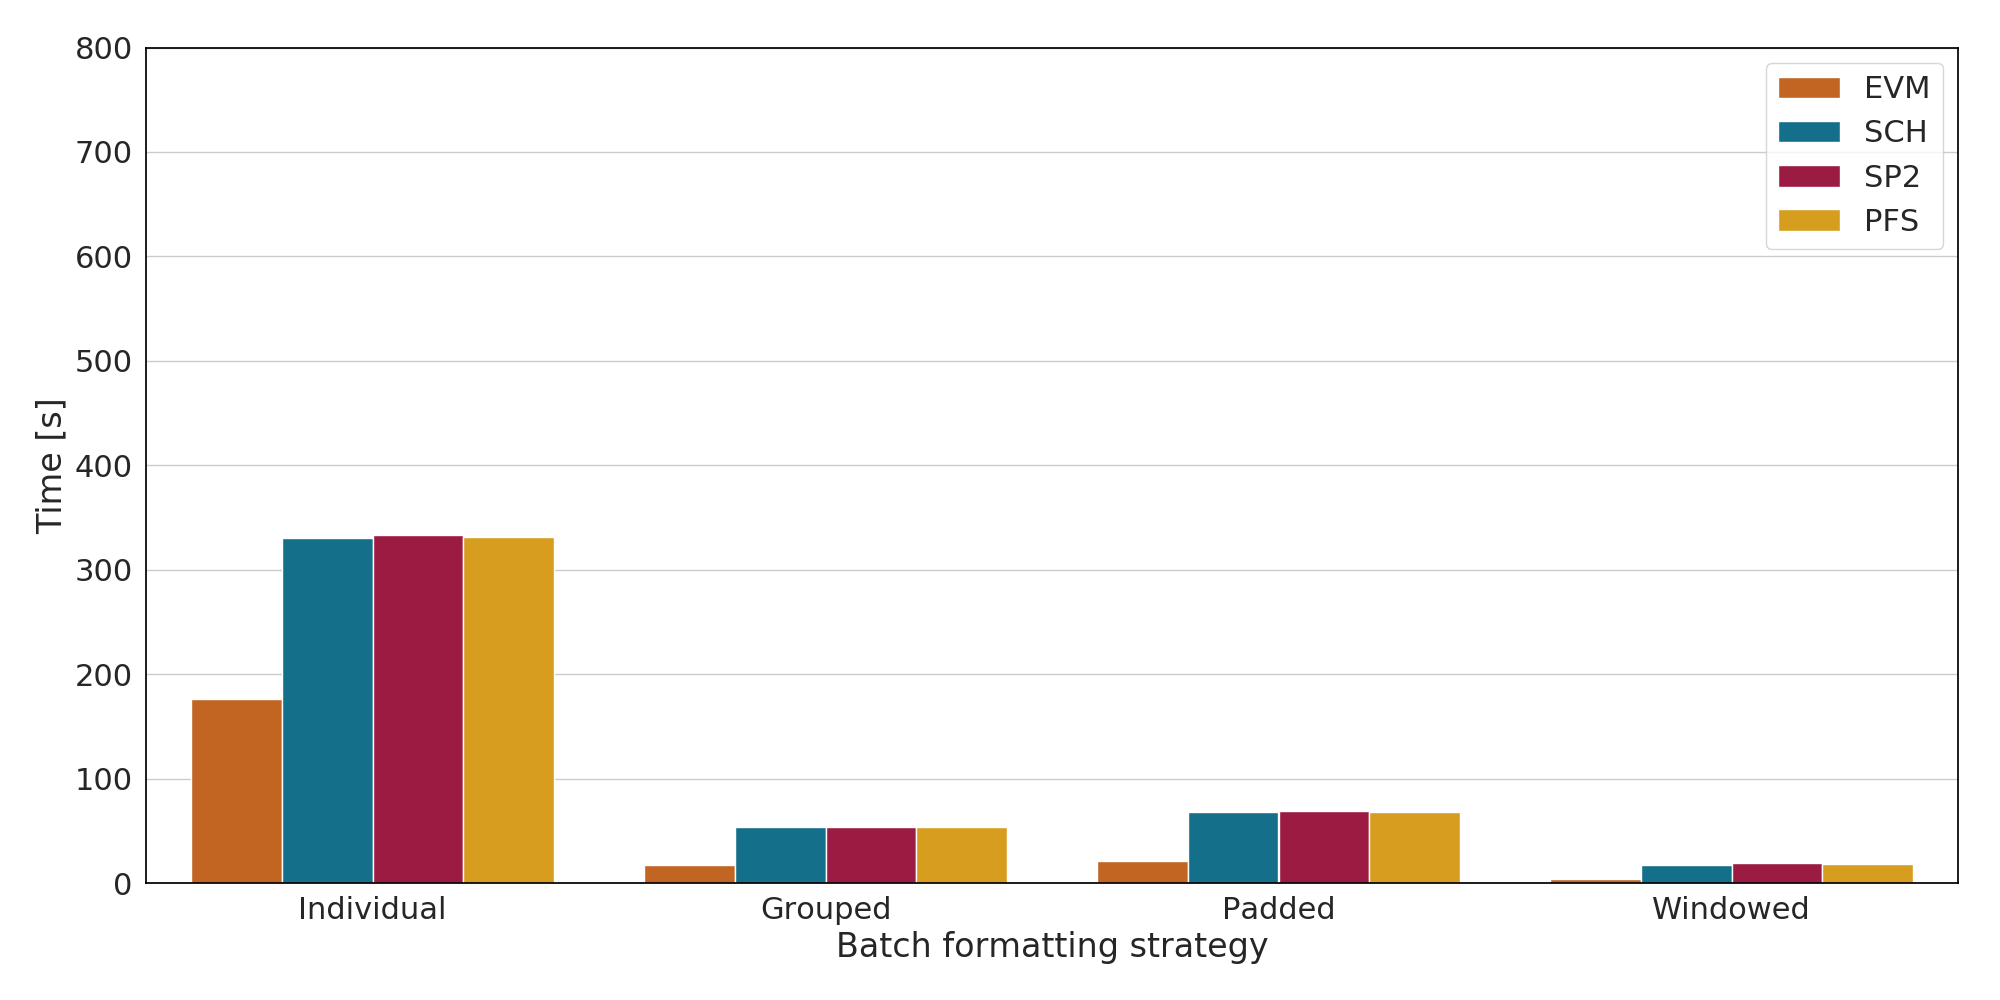 800
700
600
500
400
300
200
100
0
Time [s]
EVM
SCH
SP2
PFS
Individual
Grouped
Padded
Windowed
Batch formatting strategy